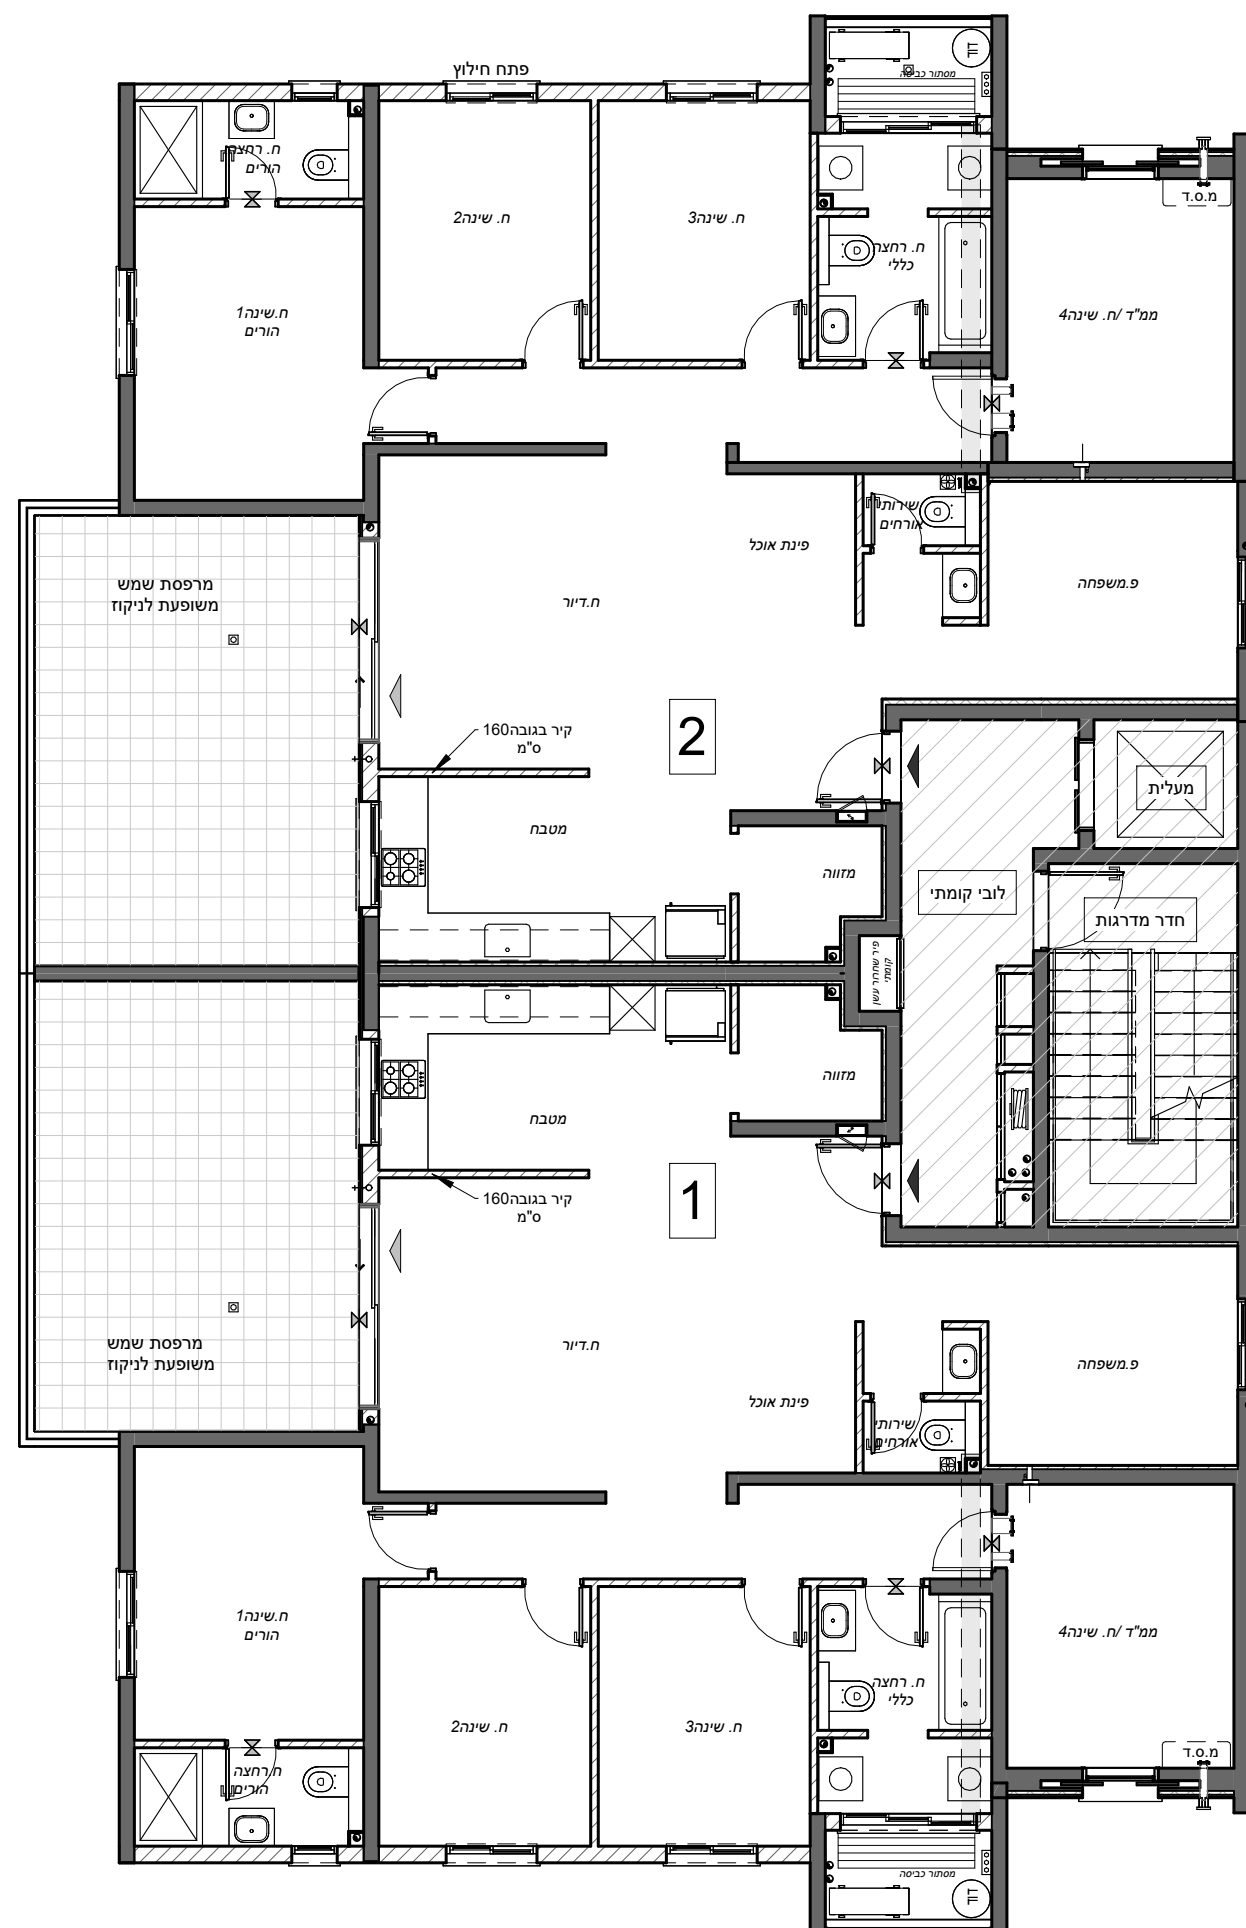 פתח חילוץ
דוד
מסתור כביסה
ח. רחצה
הורים
ח. שינה2
ח. שינה3
מ.ס.ד
ח. רחצה
כללי
ח.שינה1
הורים
ממ"ד /ח. שינה4
שירותי
אורחים
פינת אוכל
פ.משפחה
ח.דיור
מרפסת שמש
משופעת לניקוז
2
קיר בגובה160
ס"מ
מעלית
מטבח
מזווה
לובי קומתי
חדר מדרגות
פיר שחרור עשן
קומתי
מזווה
מטבח
1
קיר בגובה160
ס"מ
מרפסת שמש
משופעת לניקוז
ח.דיור
פ.משפחה
פינת אוכל
שירותי
אורחים
ח.שינה1
הורים
ממ"ד /ח. שינה4
ח. רחצה
כללי
ח. שינה2
ח. שינה3
מ.ס.ד
ח.רחצה
הורים
מסתור כביסה
דוד